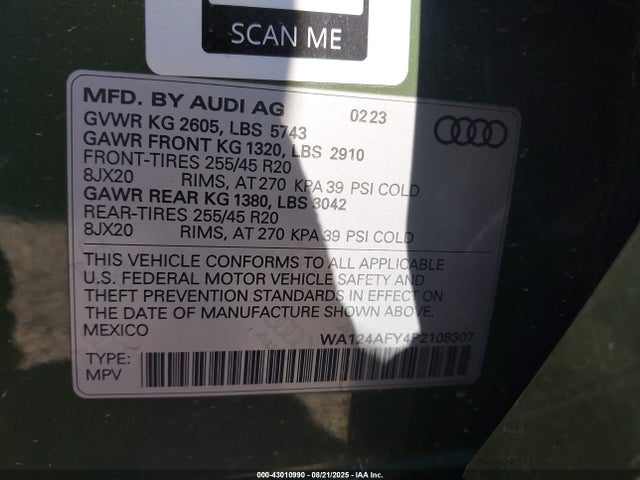 SCAN ME
MFD. BY AUDI AG 0223
GVWR KG 2605, LBS 5743
GAWR FRONT KG 1320, LBS 2910
FRONT-TIRES 255/45 R20
8JX20 RIMS, AT 270 KPA 39 PSI COLD
GAWR REAR KG 1380, LBS 3042
REAR-TIRES 255/45 R20
8JX20 RIMS, AT 270 KPA 39 PSI COLD
THIS VEHICLE CONFORMS TO ALL APPLICABLE
U.S. FEDERAL MOTOR VEHICLE SAFETY AND
THEFT PREVENTION STANDARDS IN EFFECT ON
THE DATE OF MANUFACTURE SHOWN ABOVE.
MEXICO
WA124AFY4P2108307
TYPE:
MPV
000-43010990 - 08/21/2025 - IAA Inc.